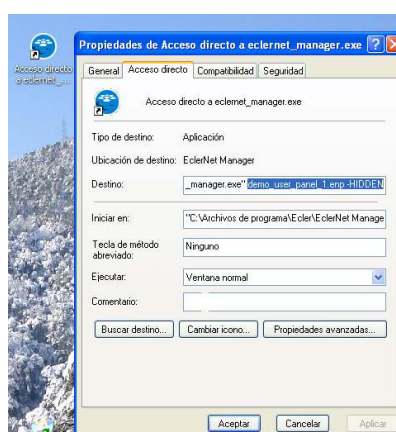 Acceso directo
a eclernet_...
Propiedades de Acceso directo a eclernet_manager.exe
General Acceso directo Compatibilidad Seguridad
Acceso directo a eclernet_manager.exe
Tipo de destino: Aplicación
Ubicación de destino: EclerNet Manager
Destino: _manager.exe" demo_user_panel_1.enp -HIDDEN
Iniciar en: "C:\Archivos de programa\Ecler\EclerNet Manage
Tecla de método abreviado: Ninguno
Ejecutar: Ventana normal
Comentario:
Buscar destino... Cambiar icono... Propiedades avanzadas...
Aceptar Cancelar Aplicar